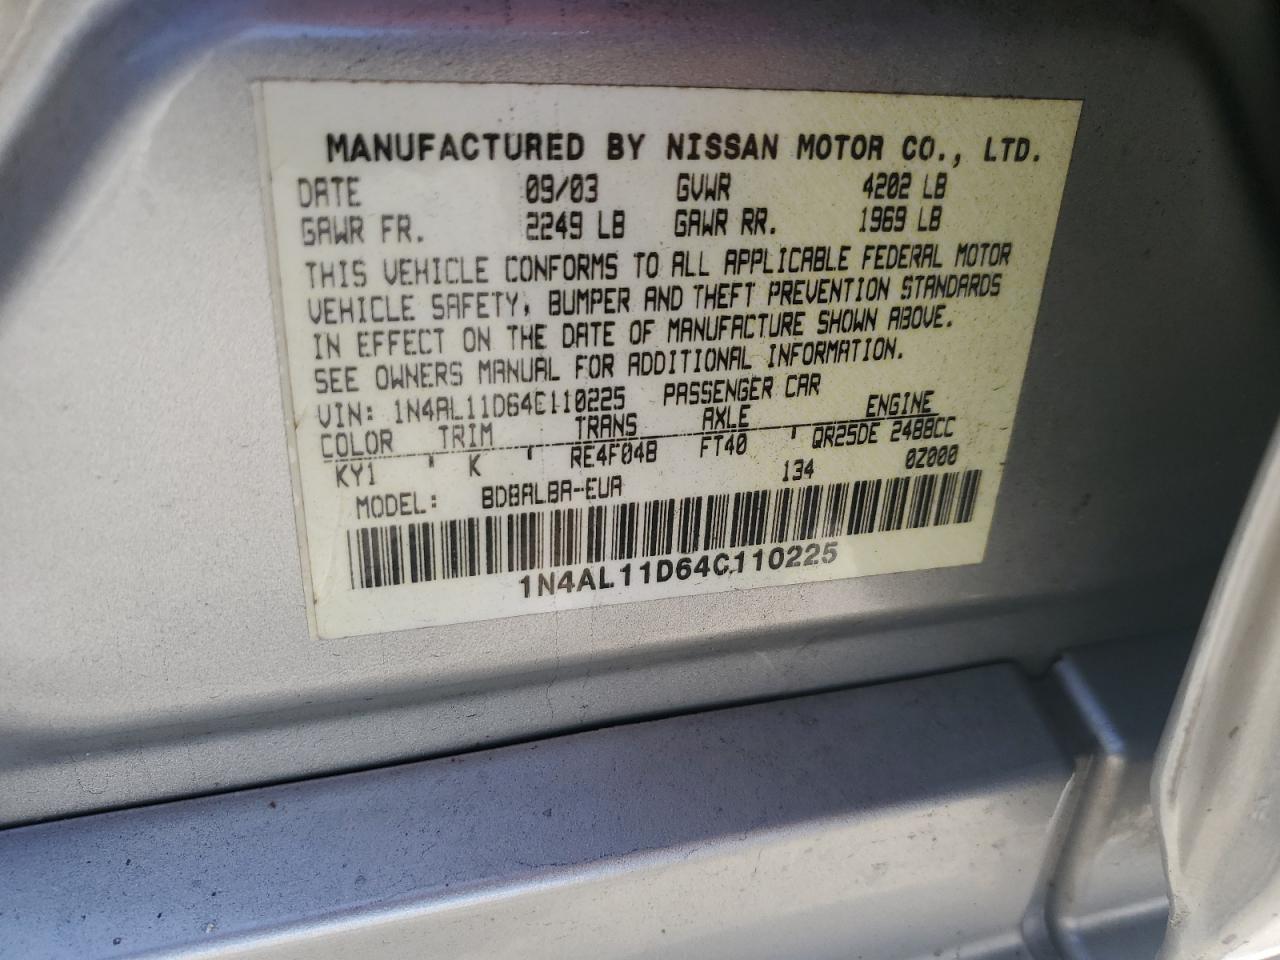 MANUFACTURED BY NISSAN MOTOR CO., LTD.
DATE 09/03 GVWR 4202 LB
GAWR FR. 2249 LB GAWR RR. 1969 LB
THIS VEHICLE CONFORMS TO ALL APPLICABLE FEDERAL MOTOR
VEHICLE SAFETY, BUMPER AND THEFT PREVENTION STANDARDS
IN EFFECT ON THE DATE OF MANUFACTURE SHOWN ABOVE.
SEE OWNERS MANUAL FOR ADDITIONAL INFORMATION.
VIN: 1N4AL11D64C110225 PASSENGER CAR
COLOR TRIM TRANS AXLE ENGINE
KY1 ' K ' RE4F04B FT40 ' QR25DE 2488CC
MODEL: BDBALBA-EUA 134 0Z000
1N4AL11D64C110225